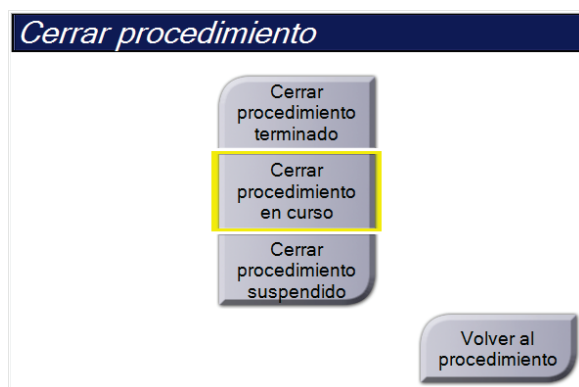 Cerrar procedimiento
Cerrar
procedimiento
terminado
Cerrar
procedimiento
en curso
Cerrar
procedimiento
suspendido
Volver al
procedimiento